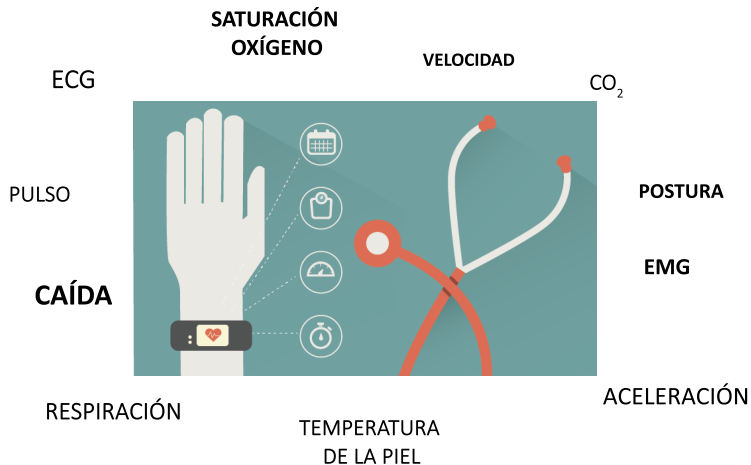 SATURACIÓN
OXÍGENO
VELOCIDAD
ECG
CO₂
PULSO
POSTURA
EMG
CAÍDA
ACELERACIÓN
RESPIRACIÓN
TEMPERATURA
DE LA PIEL